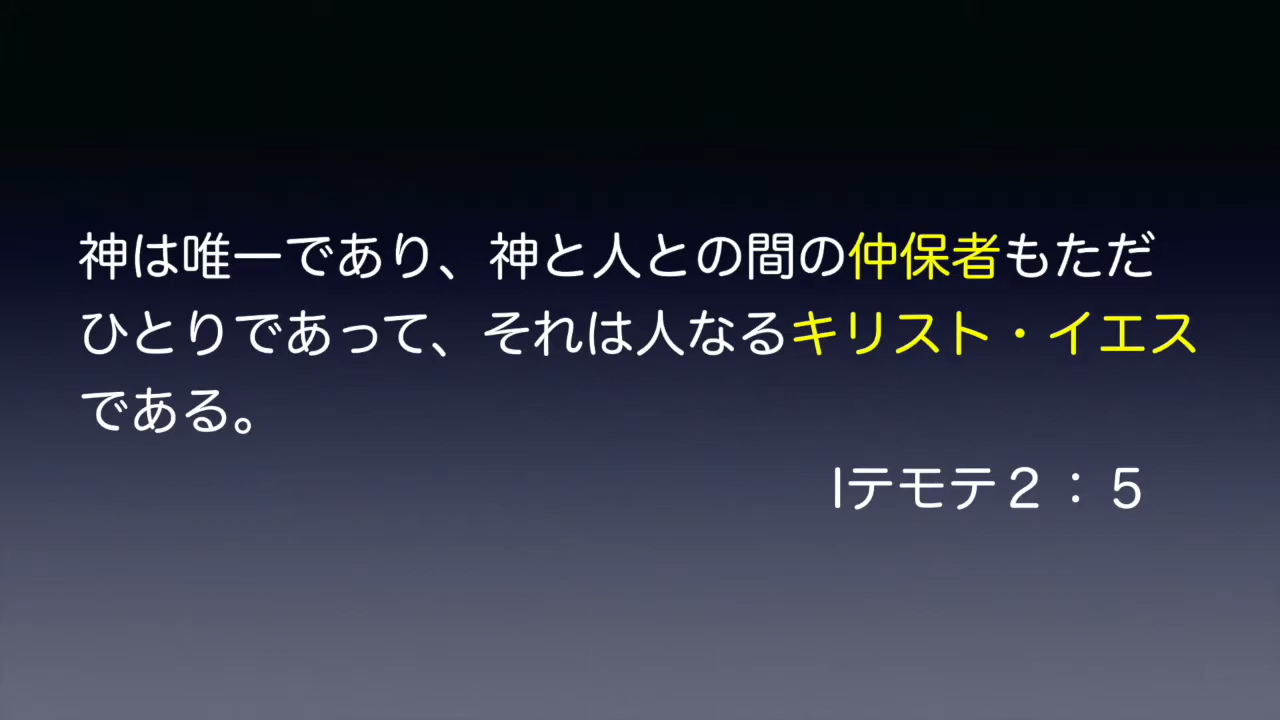 神は唯一であり、神と人との間の仲保者もただ
ひとりであって、それは人なるキリスト・イエス
である。
Iテモテ２：５